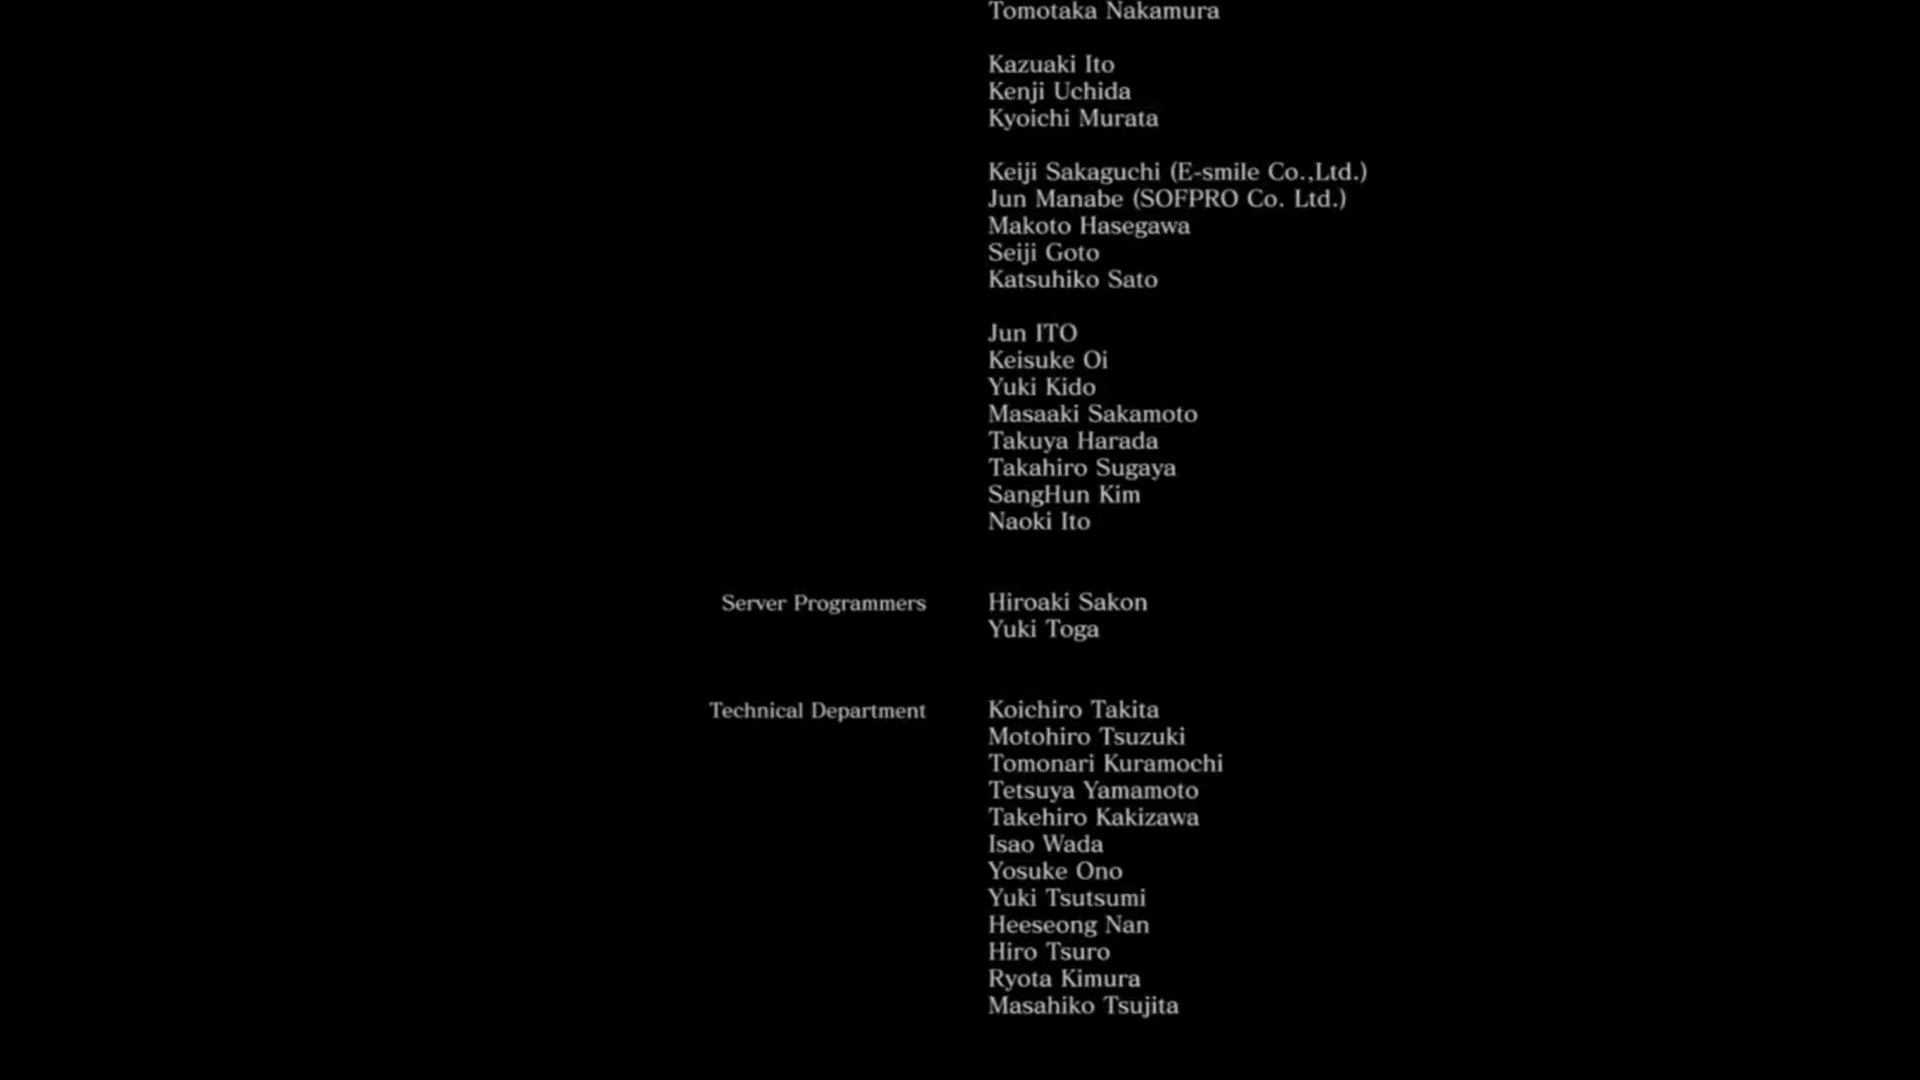 Tomotaka Nakamura
Kazuaki Ito
Kenji Uchida
Kyoichi Murata
Keiji Sakaguchi (E-smile Co.,Ltd.)
Jun Manabe (SOFPRO Co. Ltd.)
Makoto Hasegawa
Seiji Goto
Katsuhiko Sato
Jun ITO
Keisuke Oi
Yuki Kido
Masaaki Sakamoto
Takuya Harada
Takahiro Sugaya
SangHun Kim
Naoki Ito
Server Programmers Hiroaki Sakon
Yuki Toga
Technical Department Koichiro Takita
Motohiro Tsuzuki
Tomonari Kuramochi
Tetsuya Yamamoto
Takehiro Kakizawa
Isao Wada
Yosuke Ono
Yuki Tsutsumi
Heeseong Nan
Hiro Tsuro
Ryota Kimura
Masahiko Tsujita